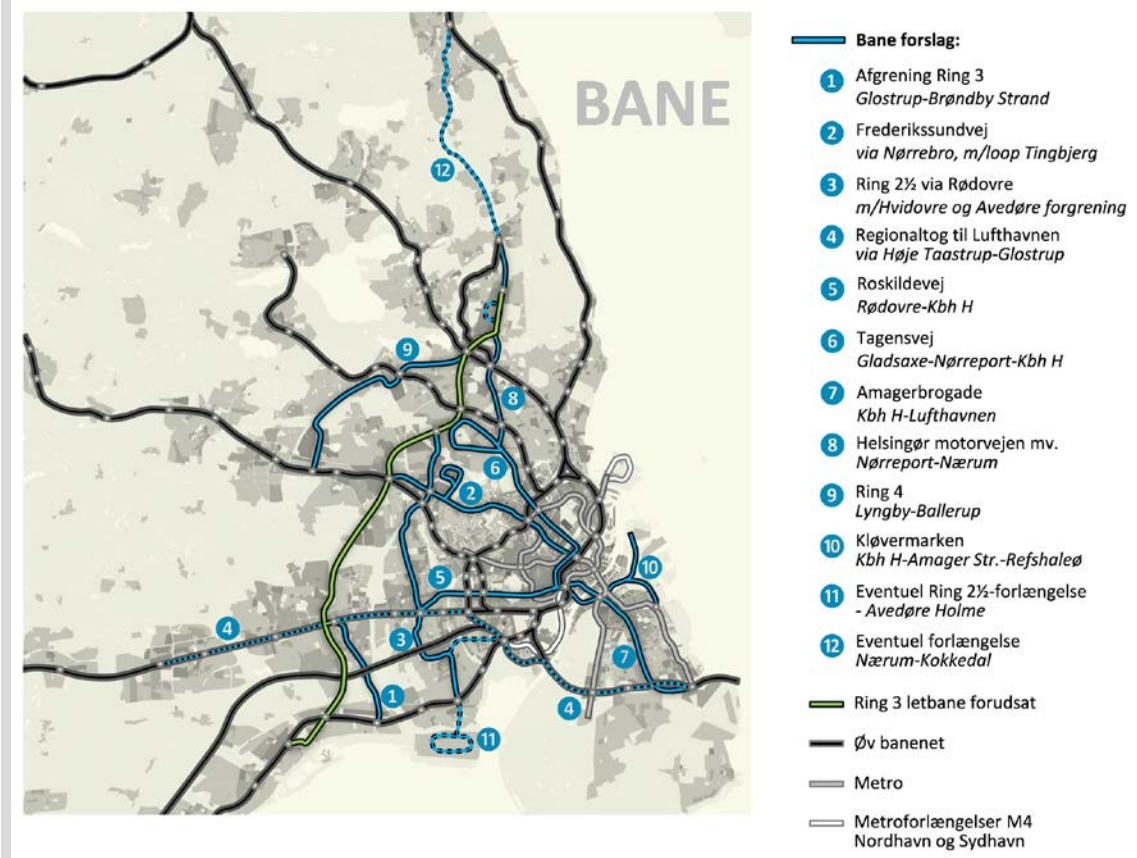 BANE
12
9
8
6
2
5
10
4
3
7
1
4
11
Bane forslag:
1 Afgrening Ring 3
Glostrup-Brøndby Strand
2 Frederikssundvej
via Nørrebro, m/loop Tingbjerg
3 Ring 2½ via Rødovre
m/Hvidovre og Avedøre forgrening
4 Regionaltog til Lufthavnen
via Høje Taastrup-Glostrup
5 Roskildevej
Rødovre-Kbh H
6 Tagensvej
Gladsaxe-Nørreport-Kbh H
7 Amagerbrogade
Kbh H-Lufthavnen
8 Helsingør motorvejen mv.
Nørreport-Nærum
9 Ring 4
Lyngby-Ballerup
10 Kløvermarken
Kbh H-Amager Str.-Refshaleø
11 Eventuel Ring 2½-forlængelse
- Avedøre Holme
12 Eventuel forlængelse
Nærum-Kokkedal
Ring 3 letbane forudsat
Øv banenet
Metro
Metroforlængelser M4
Nordhavn og Sydhavn